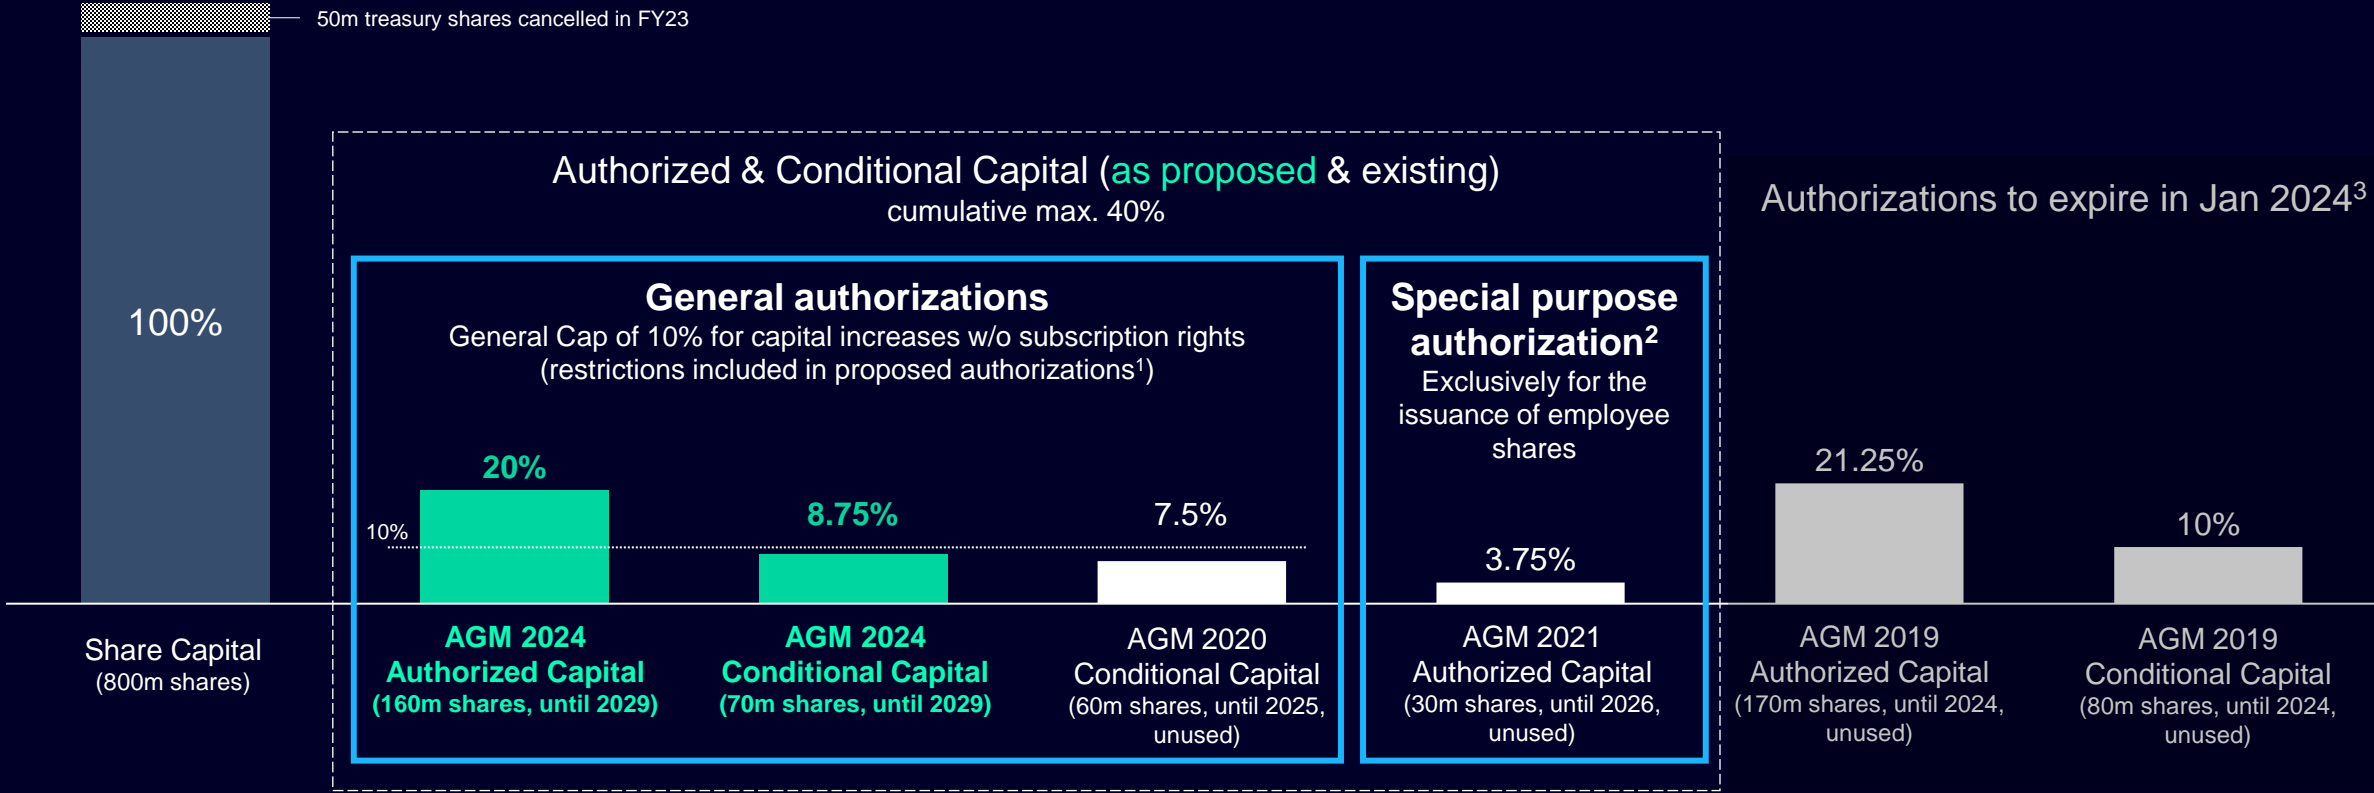 50m treasury shares cancelled in FY23
100%
Share Capital
(800m shares)
Authorized & Conditional Capital (as proposed & existing)
cumulative max. 40%
General authorizations
General Cap of 10% for capital increases w/o subscription rights
(restrictions included in proposed authorizations¹)
10%
20%
AGM 2024
Authorized Capital
(160m shares, until 2029)
8.75%
AGM 2024
Conditional Capital
(70m shares, until 2029)
7.5%
AGM 2020
Conditional Capital
(60m shares, until 2025,
unused)
Special purpose
authorization²
Exclusively for the
issuance of employee
shares
3.75%
AGM 2021
Authorized Capital
(30m shares, until 2026,
unused)
Authorizations to expire in Jan 2024³
21.25%
AGM 2019
Authorized Capital
(170m shares, until 2024,
unused)
10%
AGM 2019
Conditional Capital
(80m shares, until 2024,
unused)